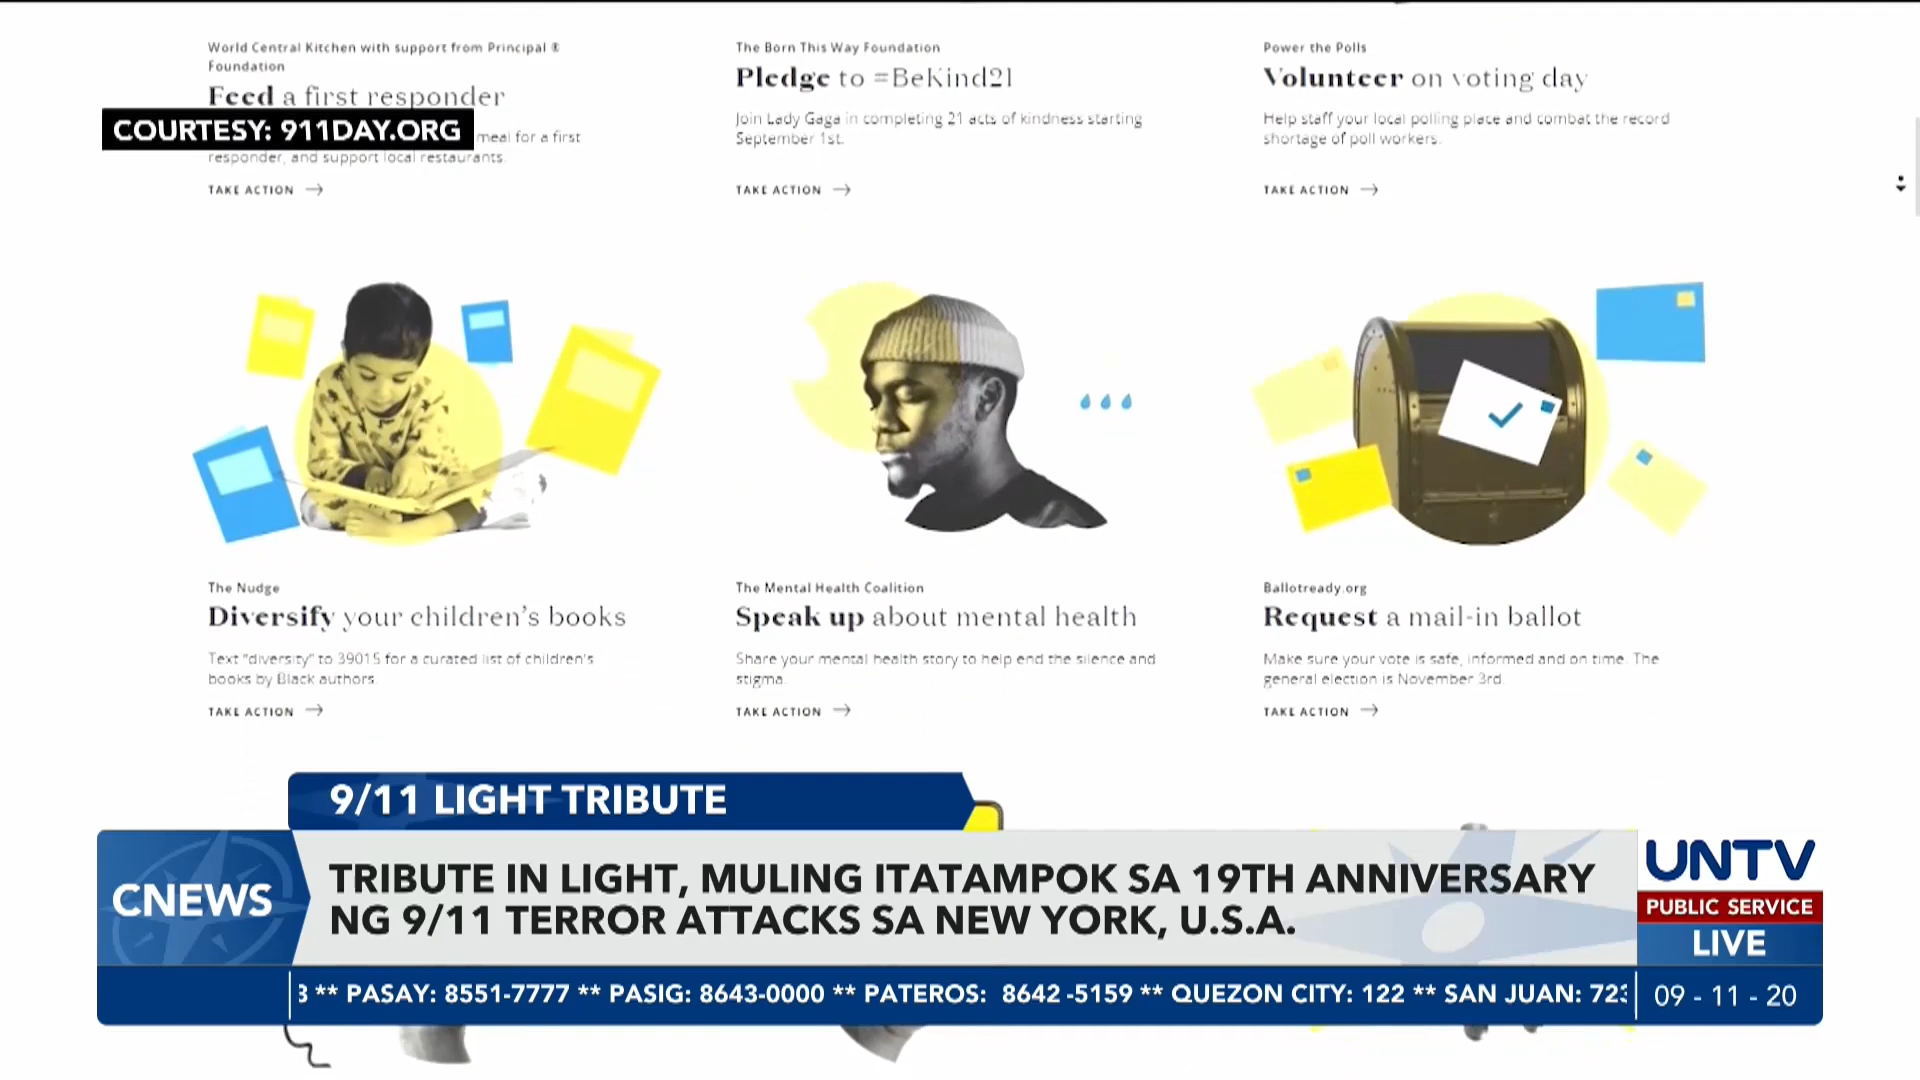 World Central Kitchen with support from Principal ®
Foundation
Feed a first responder
COURTESY: 911DAY.ORG
meal for a first
responder, and support local restaurants.
TAKE ACTION →
The Born This Way Foundation
Pledge to #BeKind21
Join Lady Gaga in completing 21 acts of kindness starting
September 1st.
TAKE ACTION →
Power the Polls
Volunteer on voting day
Help staff your local polling place and combat the record
shortage of poll workers.
TAKE ACTION →
The Nudge
Diversify your children's books
Text "diversity" to 39015 for a curated list of children's
books by Black authors.
TAKE ACTION →
The Mental Health Coalition
Speak up about mental health
Share your mental health story to help end the silence and
stigma.
TAKE ACTION →
Ballotready.org
Request a mail-in ballot
Make sure your vote is safe, informed and on time. The
general election is November 3rd.
TAKE ACTION →
9/11 LIGHT TRIBUTE
CNEWS
TRIBUTE IN LIGHT, MULING ITATAMPOK SA 19TH ANNIVERSARY
NG 9/11 TERROR ATTACKS SA NEW YORK, U.S.A.
UNTV
PUBLIC SERVICE
LIVE
3 ** PASAY: 8551-7777 ** PASIG: 8643-0000 ** PATEROS: 8642 -5159 ** QUEZON CITY: 122 ** SAN JUAN: 723
09 - 11 - 20